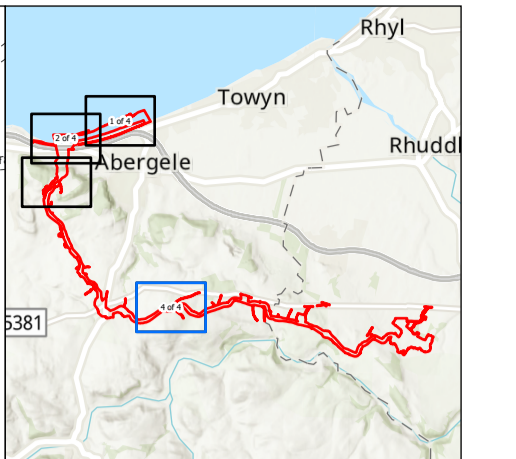 Rhyl
Towyn
1 of 4
2 of 4
Rhuddl
Abergele
4 of 4
5381